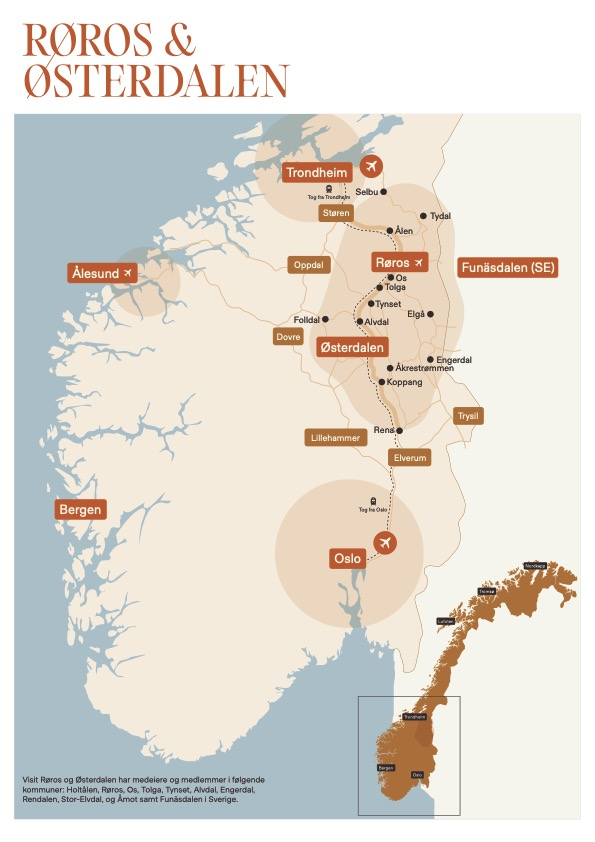 RØROS &
ØSTERDALEN
Trondheim
Tog fra Trondheim
Selbu
Støren
Tydal
Ålen
Røros
Oppdal
Funäsdalen (SE)
Ålesund
Os
Tolga
Tynset
Elgå
Folldal
Alvdal
Dovre
Østerdalen
Engerdal
Åkrestrømmen
Koppang
Trysil
Rena
Lillehammer
Elverum
Tog fra Oslo
Bergen
Oslo
Nordkapp
Tromsø
Lofoten
Trondheim
Bergen
Oslo
Visit Røros og Østerdalen har medeiere og medlemmer i følgende
kommuner: Holtålen, Røros, Os, Tolga, Tynset, Alvdal, Engerdal,
Rendalen, Stor-Elvdal, og Åmot samt Funäsdalen i Sverige.